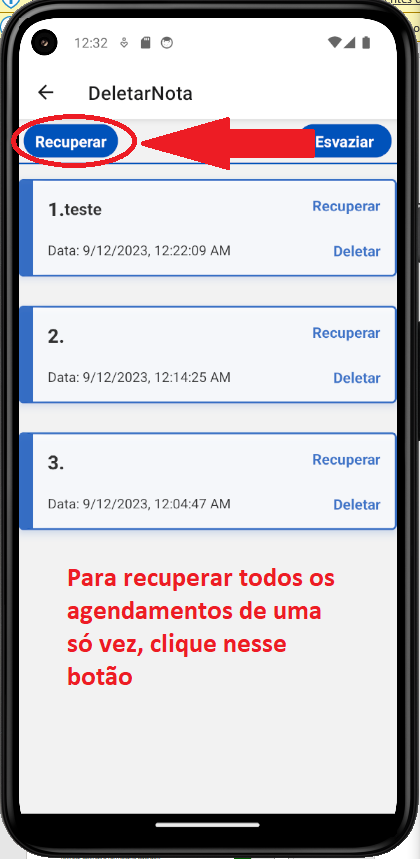 12:32
DeletarNota
Recuperar
Esvaziar
1.teste
Recuperar
Data: 9/12/2023, 12:22:09 AM
Deletar
2.
Recuperar
Data: 9/12/2023, 12:14:25 AM
Deletar
3.
Recuperar
Data: 9/12/2023, 12:04:47 AM
Deletar
Para recuperar todos os
agendamentos de uma
só vez, clique nesse
botão